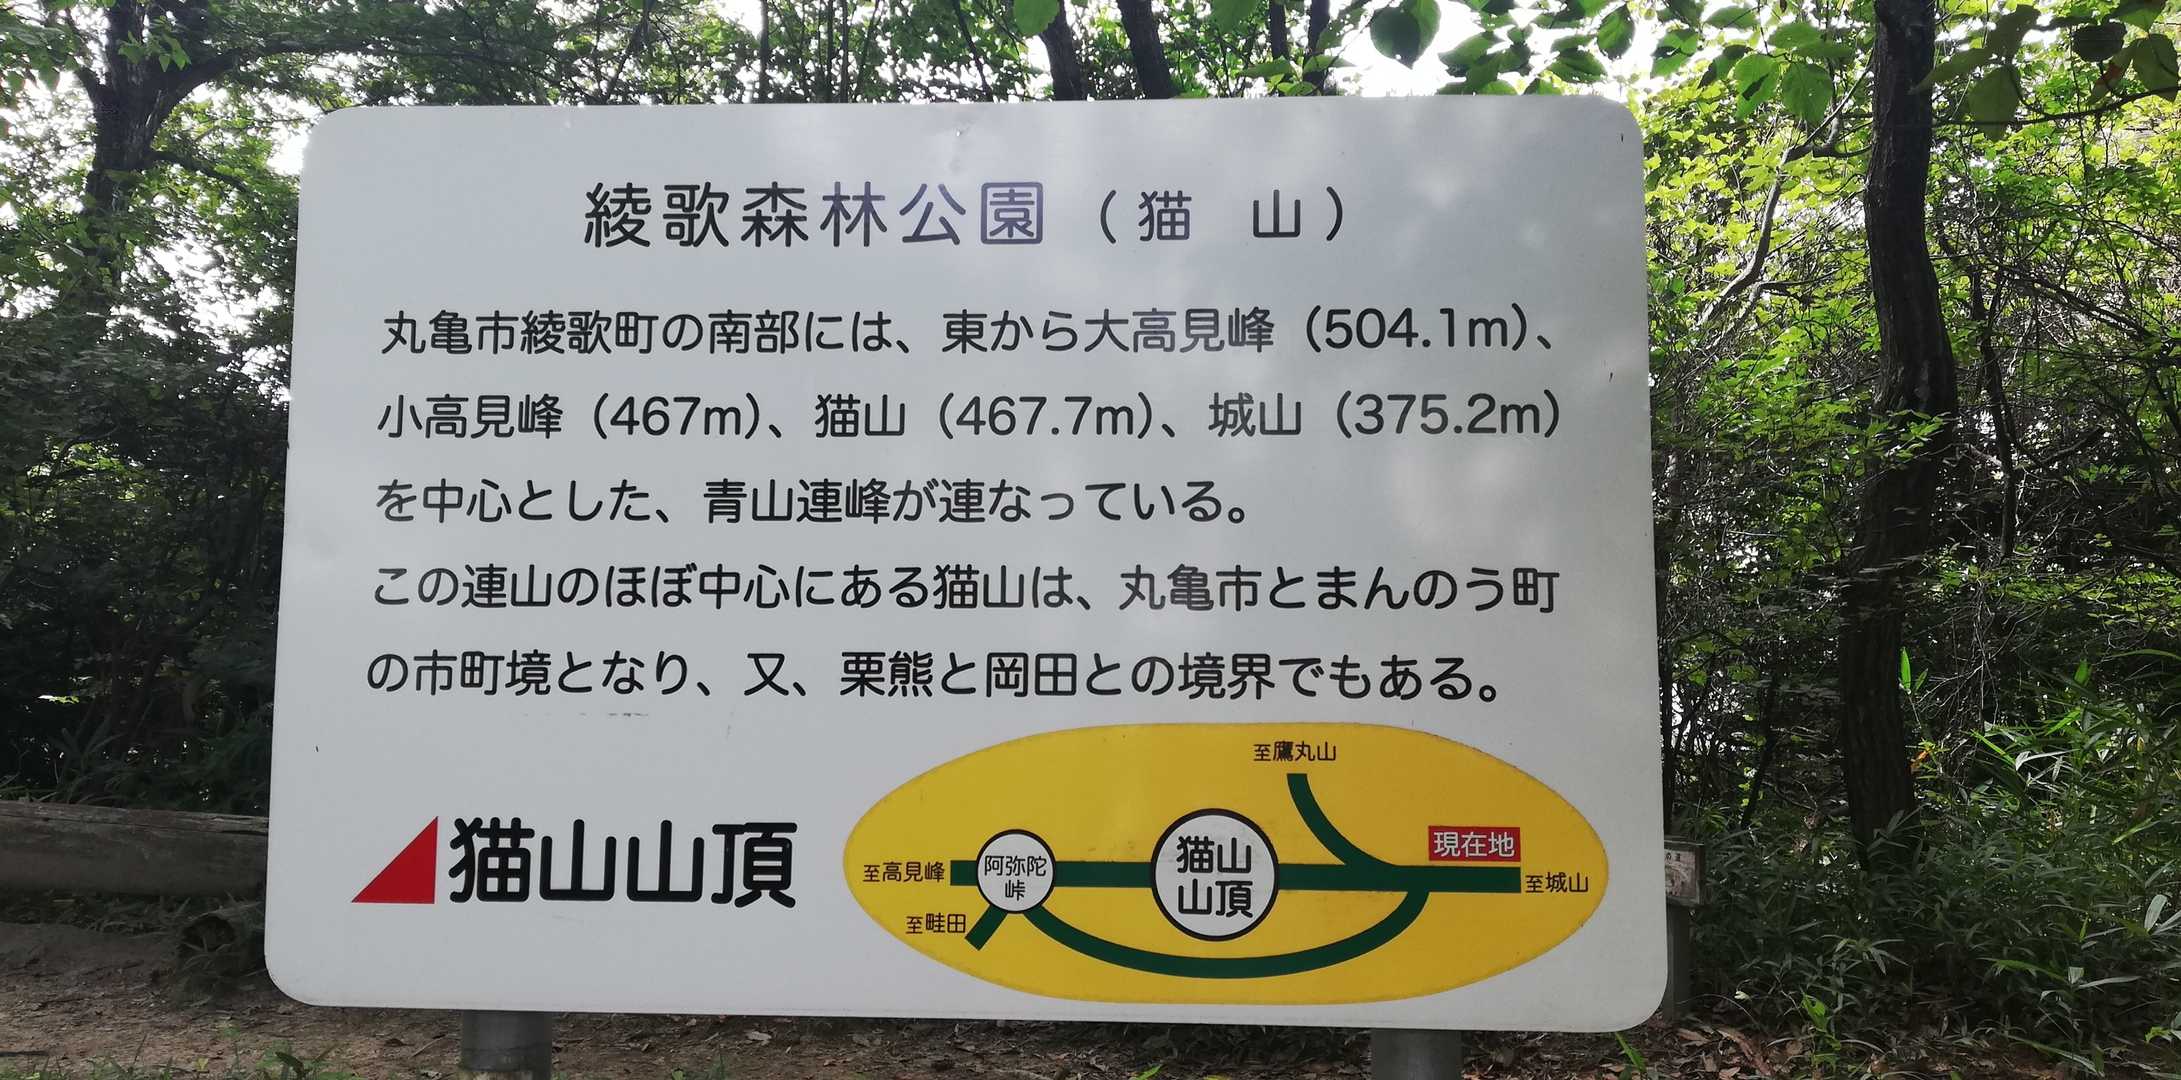 綾歌森林公園（猫 山）
丸亀市綾歌町の南部には、東から大高見峰（504.1m）、
小高見峰（467m）、猫山（467.7m）、城山（375.2m）
を中心とした、青山連峰が連なっている。
この連山のほぼ中心にある猫山は、丸亀市とまんのう町
の市町境となり、又、栗熊と岡田との境界でもある。
猫山山頂
至鷹丸山
現在地
至高見峰
阿弥陀
峠
猫山
山頂
至城山
至畦田